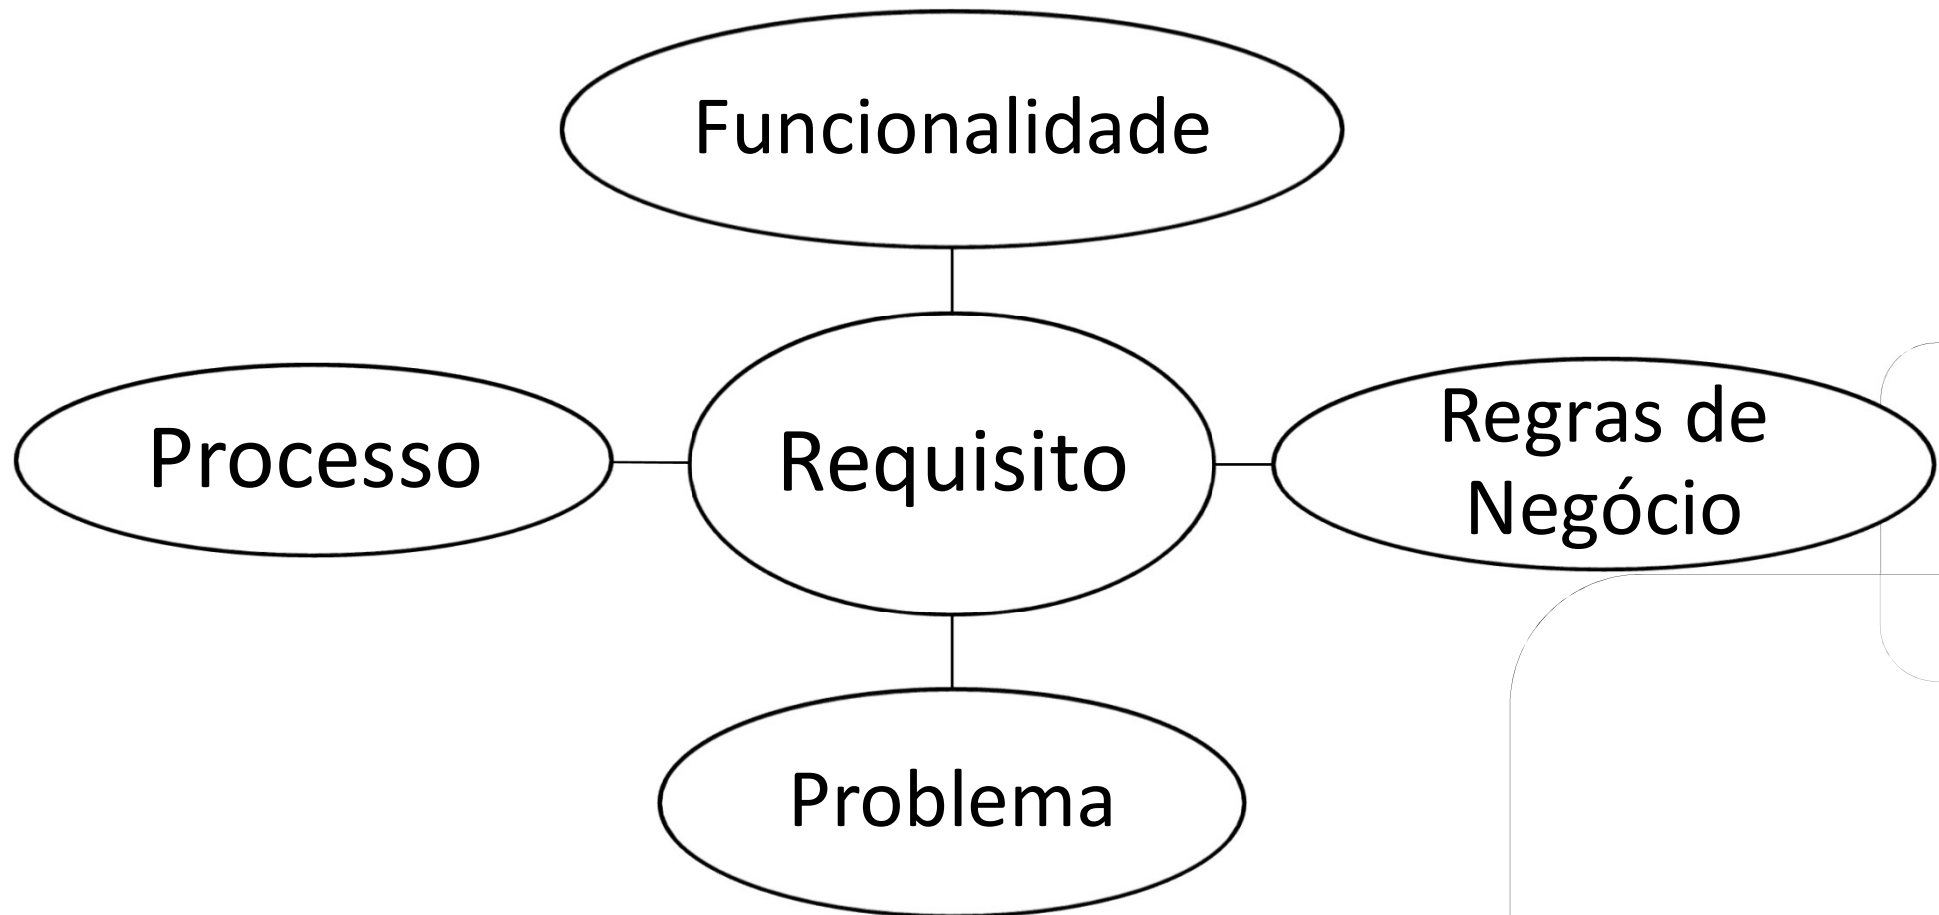 Funcionalidade
Processo
Requisito
Regras de
Negócio
Problema